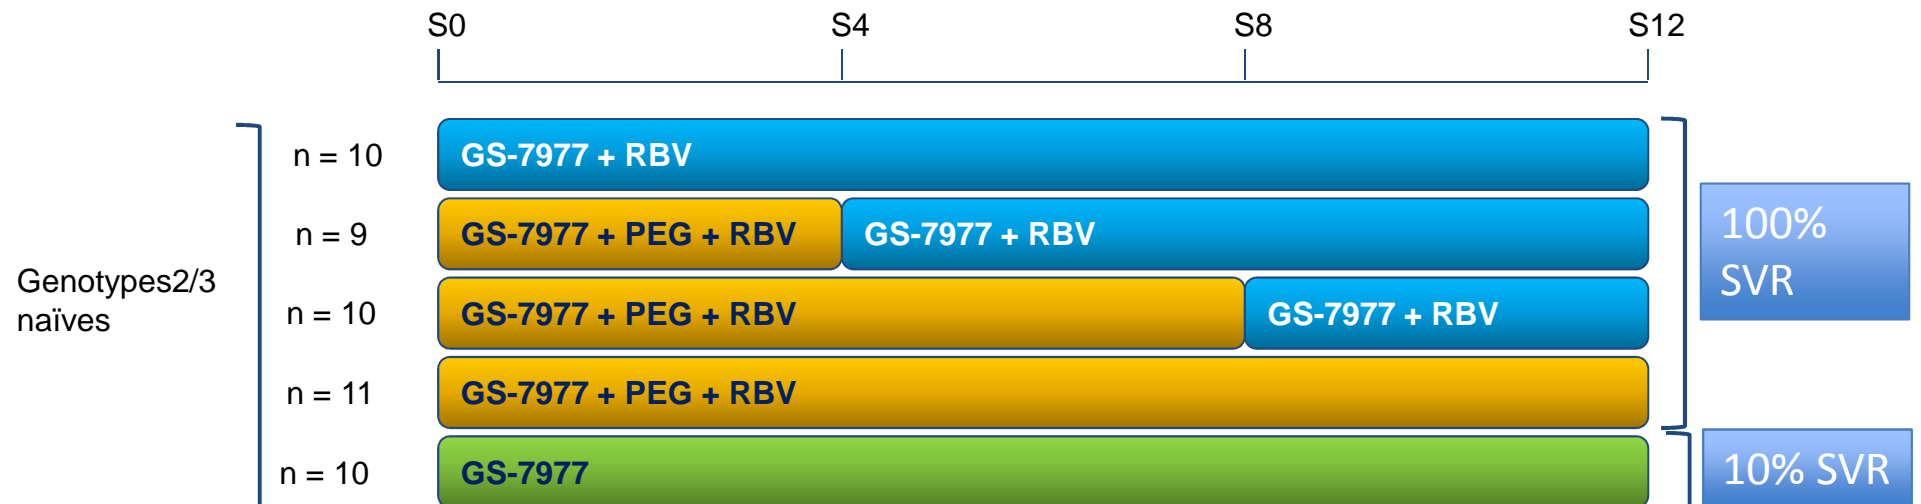 S0 S4 S8 S12
n = 10 GS-7977 + RBV
n = 9 GS-7977 + PEG + RBV GS-7977 + RBV
100%
SVR
Genotypes2/3
naïves
n = 10 GS-7977 + PEG + RBV GS-7977 + RBV
n = 11 GS-7977 + PEG + RBV
n = 10 GS-7977
10% SVR